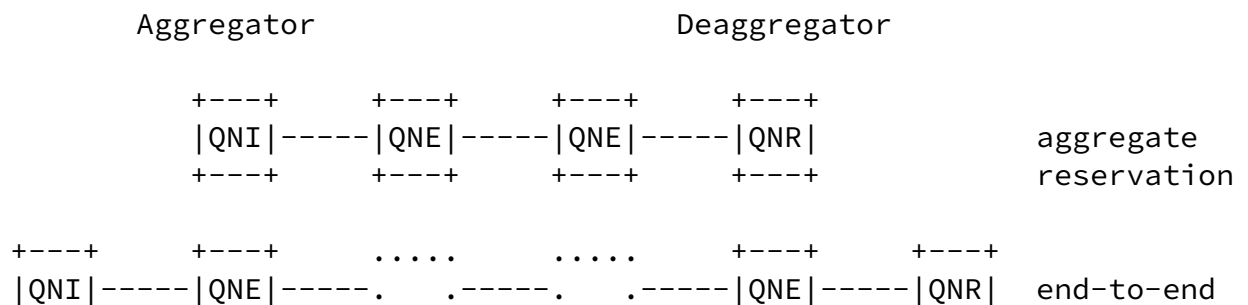 Aggregator                    Deaggregator

           +---+     +---+     +---+     +---+
           |QNI|-----|QNE|-----|QNE|-----|QNR|            aggregate
           +---+     +---+     +---+     +---+            reservation

 +---+     +---+     .....     .....     +---+     +---+
 |QNI|-----|QNE|-----.   .-----.   .-----|QNE|-----|QNR|  end-to-end